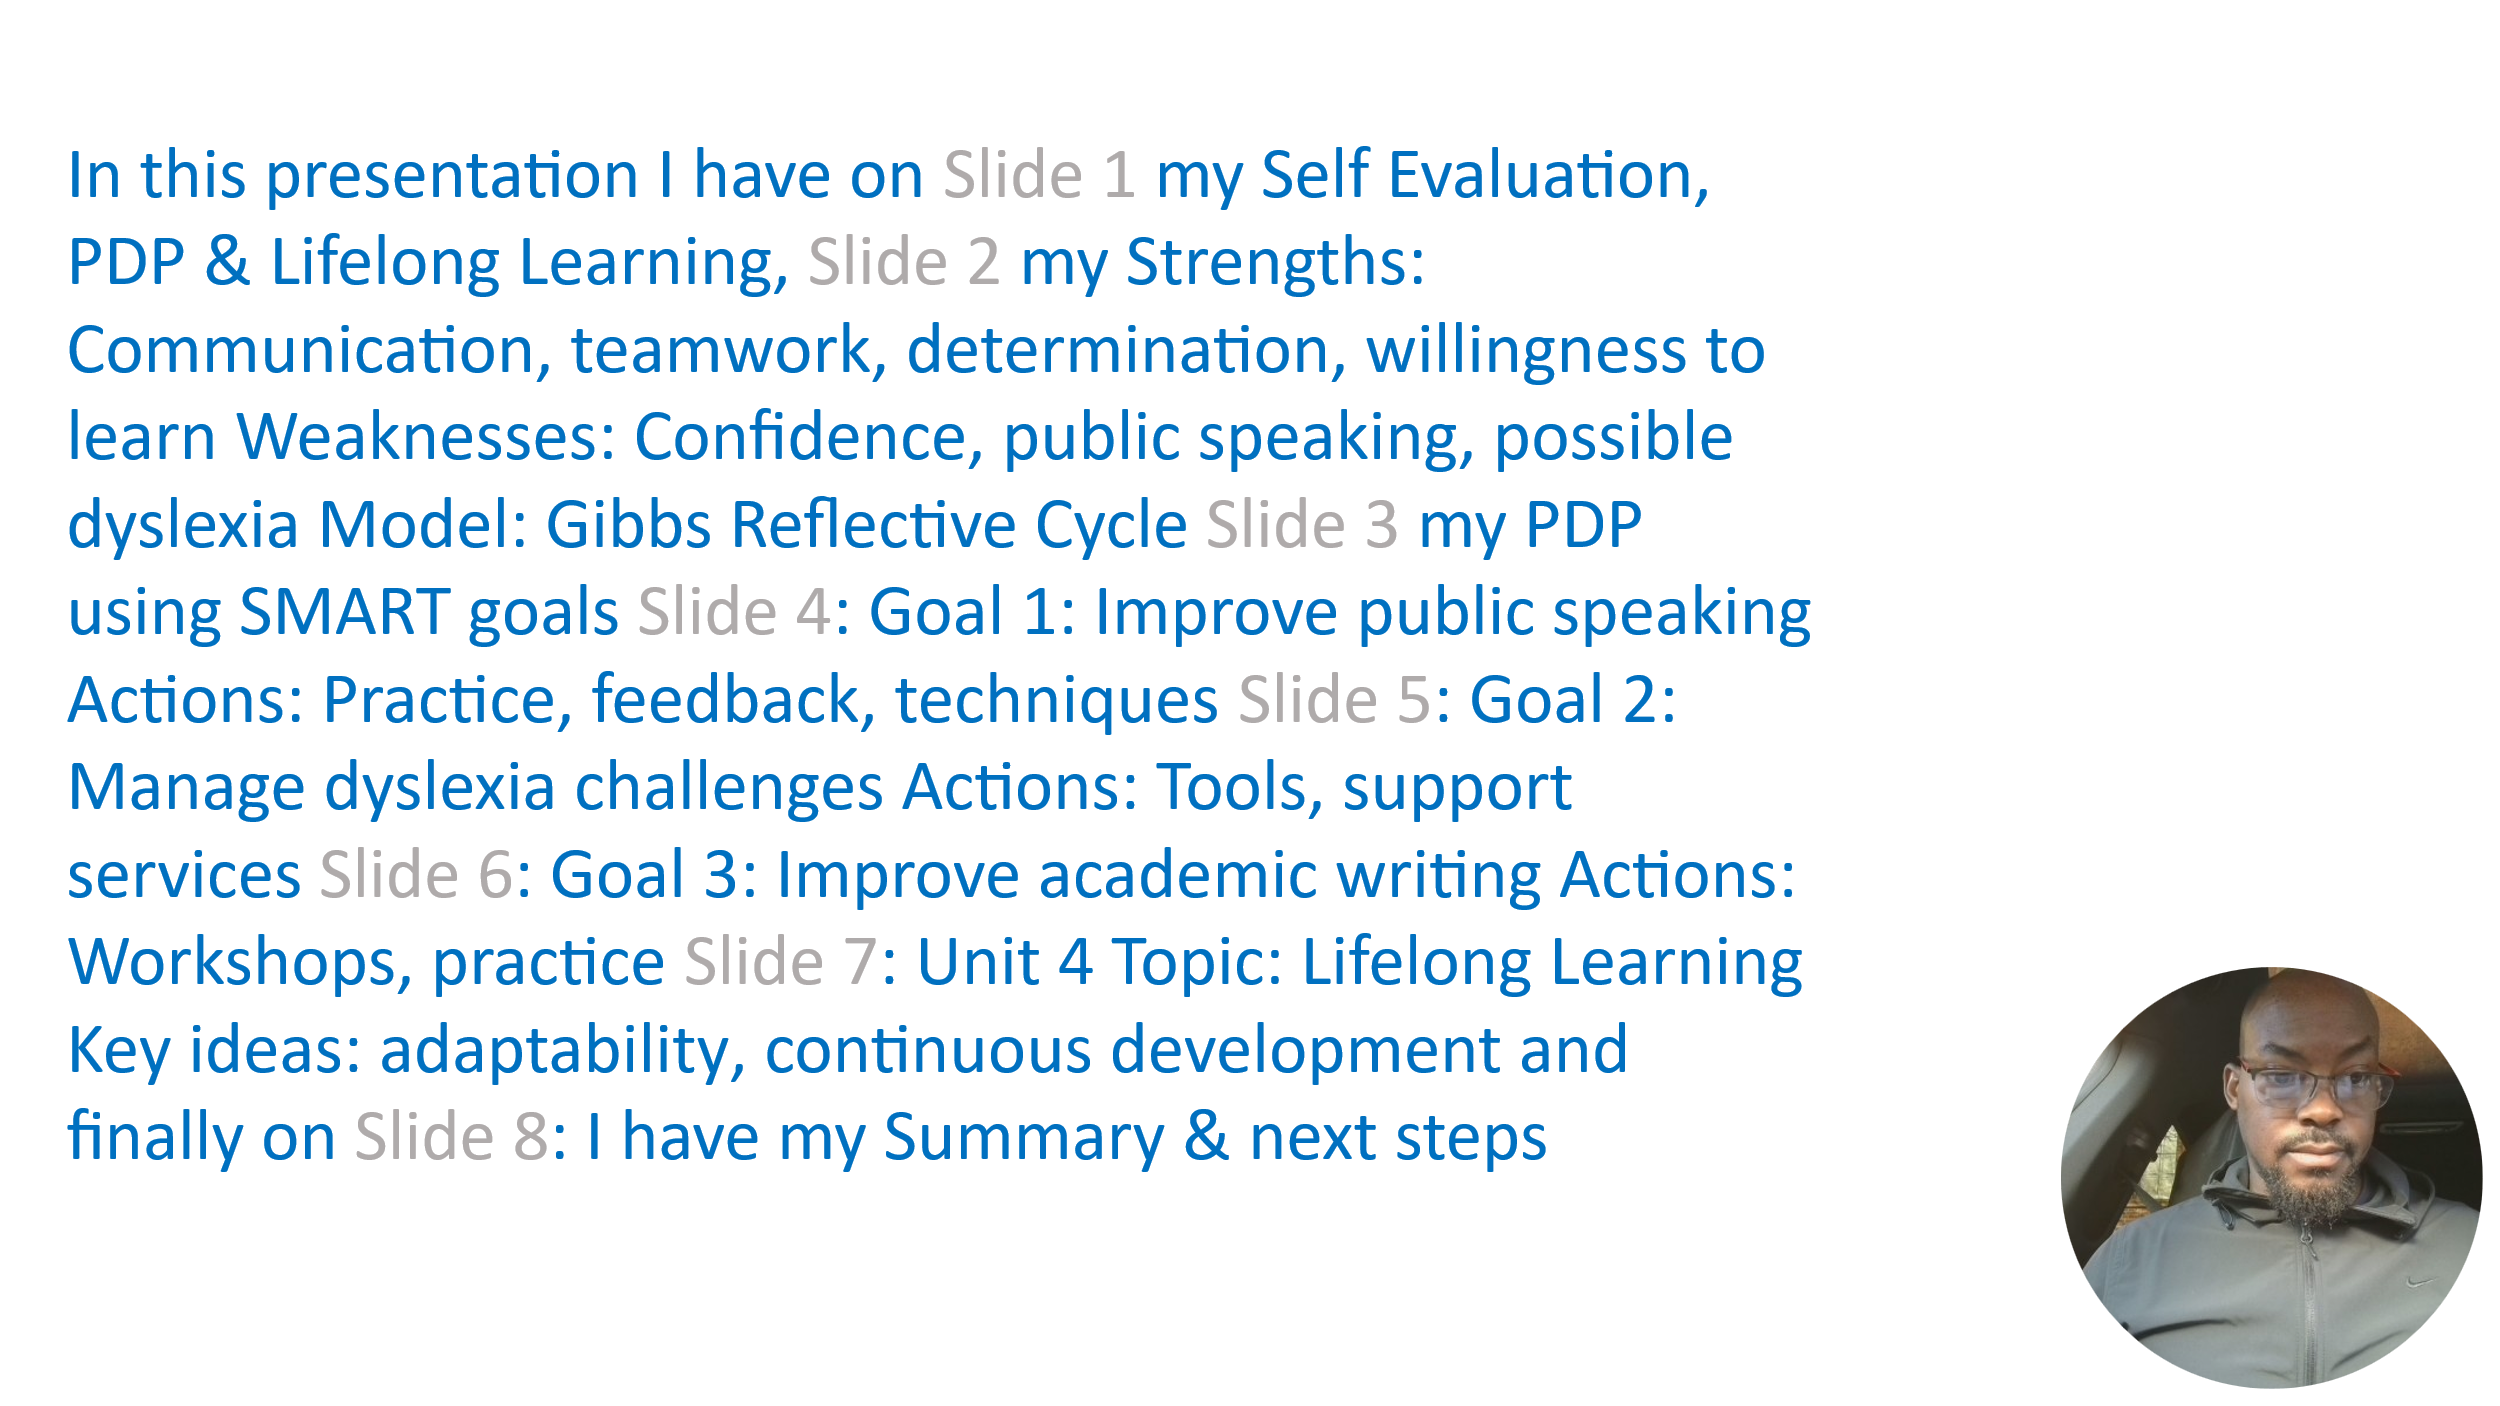 In this presentation I have on Slide 1 my Self Evaluation,
PDP & Lifelong Learning, Slide 2 my Strengths:
Communication, teamwork, determination, willingness to
learn Weaknesses: Confidence, public speaking, possible
dyslexia Model: Gibbs Reflective Cycle Slide 3 my PDP
using SMART goals Slide 4: Goal 1: Improve public speaking
Actions: Practice, feedback, techniques Slide 5: Goal 2:
Manage dyslexia challenges Actions: Tools, support
services Slide 6: Goal 3: Improve academic writing Actions:
Workshops, practice Slide 7: Unit 4 Topic: Lifelong Learning
Key ideas: adaptability, continuous development and
finally on Slide 8: I have my Summary & next steps